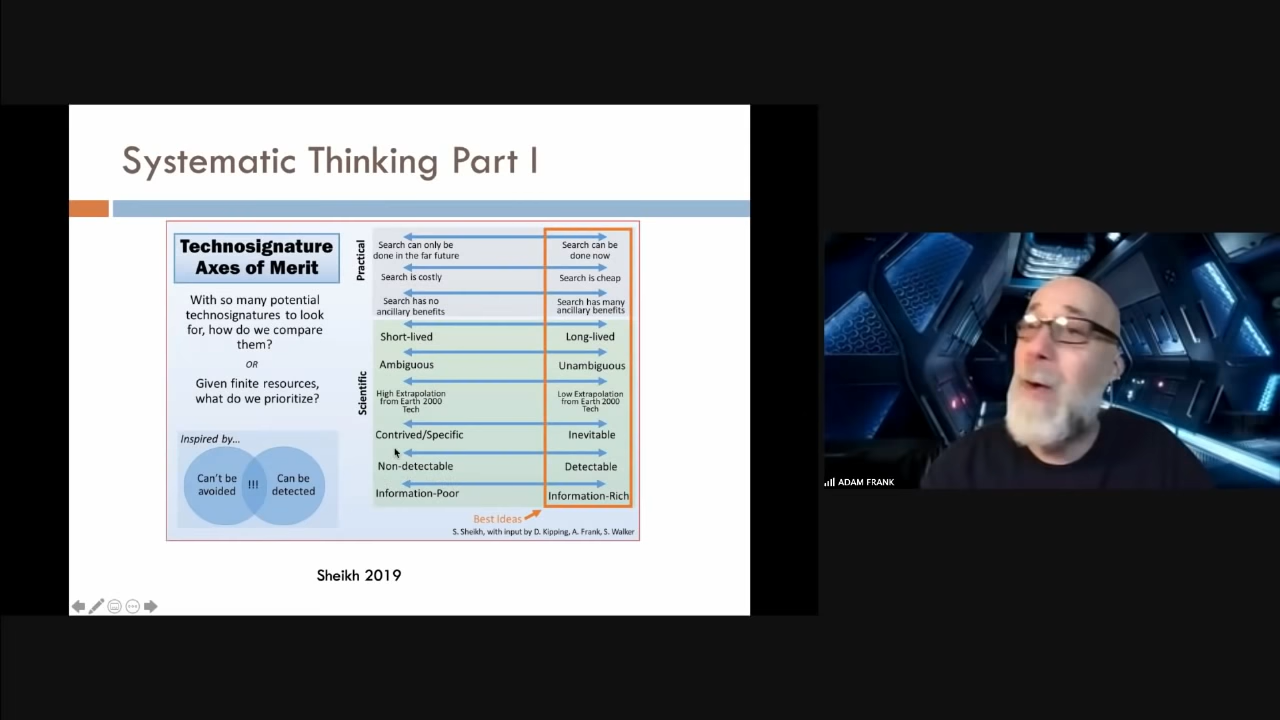 Systematic Thinking Part I
Technosignature
Axes of Merit
With so many potential
technosignatures to look
for, how do we compare
them?
OR
Given finite resources,
what do we prioritize?
Inspired by...
Can't be
avoided
!!!
Can be
detected
Practical
Search can only be
done in the far future
Search can be
done now
Search is costly
Search is cheap
Search has no
ancillary benefits
Search has many
ancillary benefits
Scientific
Short-lived
Long-lived
Ambiguous
Unambiguous
High Extrapolation
from Earth 2000
Tech
Low Extrapolation
from Earth 2000
Tech
Contrived/Specific
Inevitable
Non-detectable
Detectable
Information-Poor
Information-Rich
Best Ideas
S. Sheikh, with input by D. Kipping, A. Frank, S. Walker
Sheikh 2019
ADAM FRANK